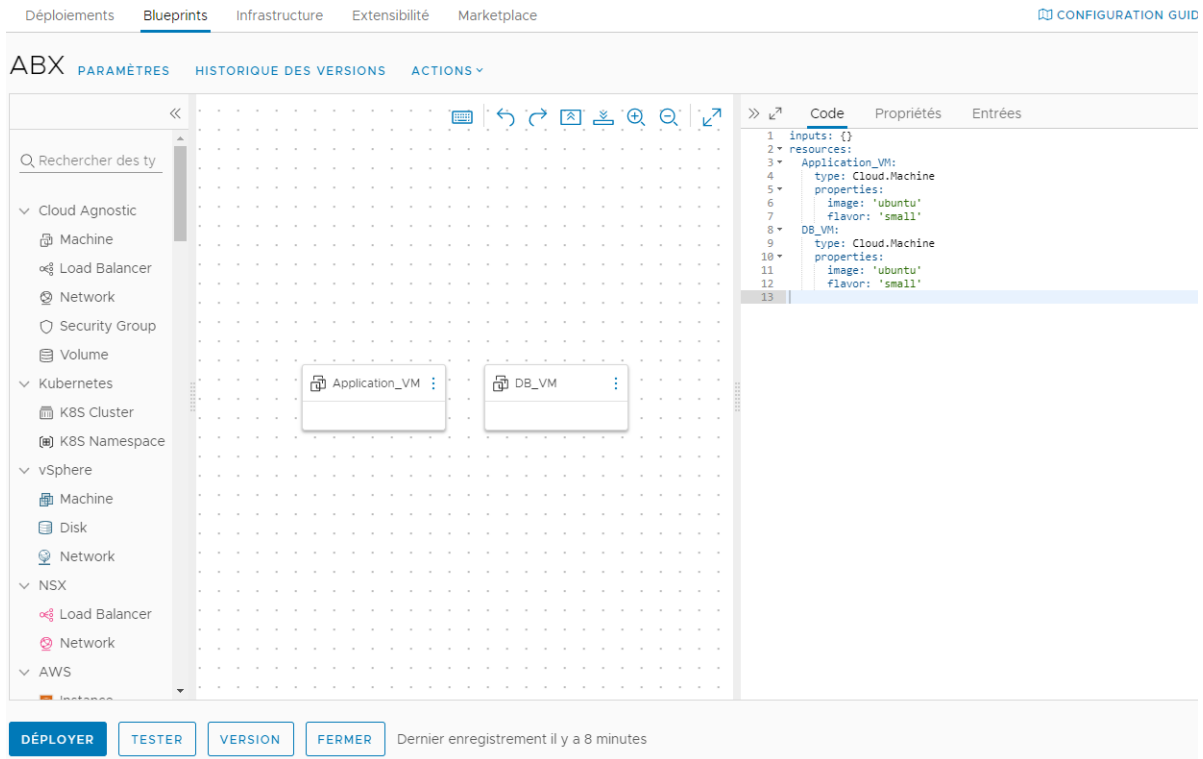 Déploiements Blueprints Infrastructure Extensibilité Marketplace CONFIGURATION GUID
ABX PARAMÈTRES HISTORIQUE DES VERSIONS ACTIONS
Rechercher des ty
Cloud Agnostic
Machine
Load Balancer
Network
Security Group
Volume
Kubernetes
K8S Cluster
K8S Namespace
vSphere
Machine
Disk
Network
NSX
Load Balancer
Network
AWS
Instance
Application_VM
DB_VM
Code Propriétés Entrées
1 inputs: {}
2 resources:
3 Application_VM:
4 type: Cloud.Machine
5 properties:
6 image: 'ubuntu'
7 flavor: 'small'
8 DB_VM:
9 type: Cloud.Machine
10 properties:
11 image: 'ubuntu'
12 flavor: 'small'
13
DÉPLOYER TESTER VERSION FERMER Dernier enregistrement il y a 8 minutes